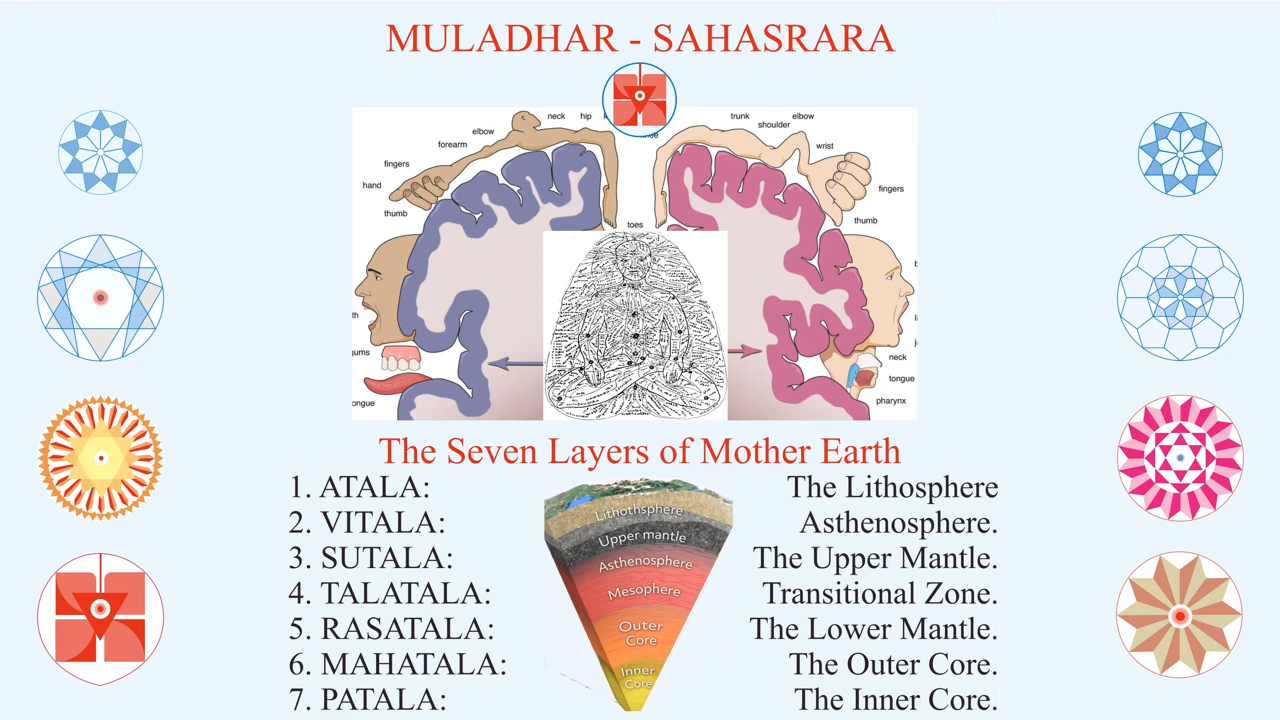 MULADHAR - SAHASRARA
neck hip
trunk
shoulder
elbow
elbow
forearm
wrist
fingers
hand
thumb
fingers
thumb
toes
neck
tongue
pharynx
The Seven Layers of Mother Earth
1. ATALA: The Lithosphere
2. VITALA: Asthenosphere.
3. SUTALA: The Upper Mantle.
4. TALATALA: Transitional Zone.
5. RASATALA: The Lower Mantle.
6. MAHATALA: The Outer Core.
7. PATALA: The Inner Core.
Lithothsphere
Upper mantle
Asthenosphere
Mesophere
Outer
Core
Inner
Core